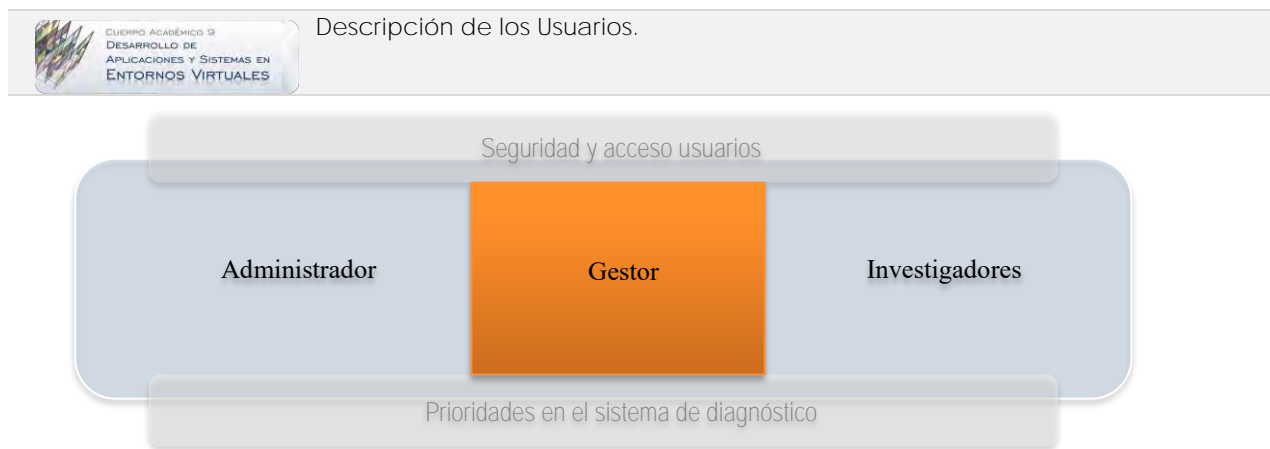 CUERPO ACADÉMICO 9
DESARROLLO DE
APLICACIONES Y SISTEMAS EN
ENTORNOS VIRTUALES
Descripción de los Usuarios.
Seguridad y acceso usuarios
Administrador
Gestor
Investigadores
Prioridades en el sistema de diagnóstico